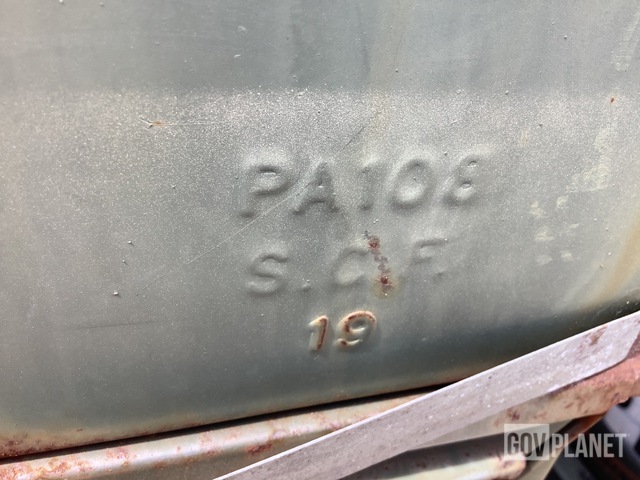 PA108
S.C.F.
19
GOVPLANET